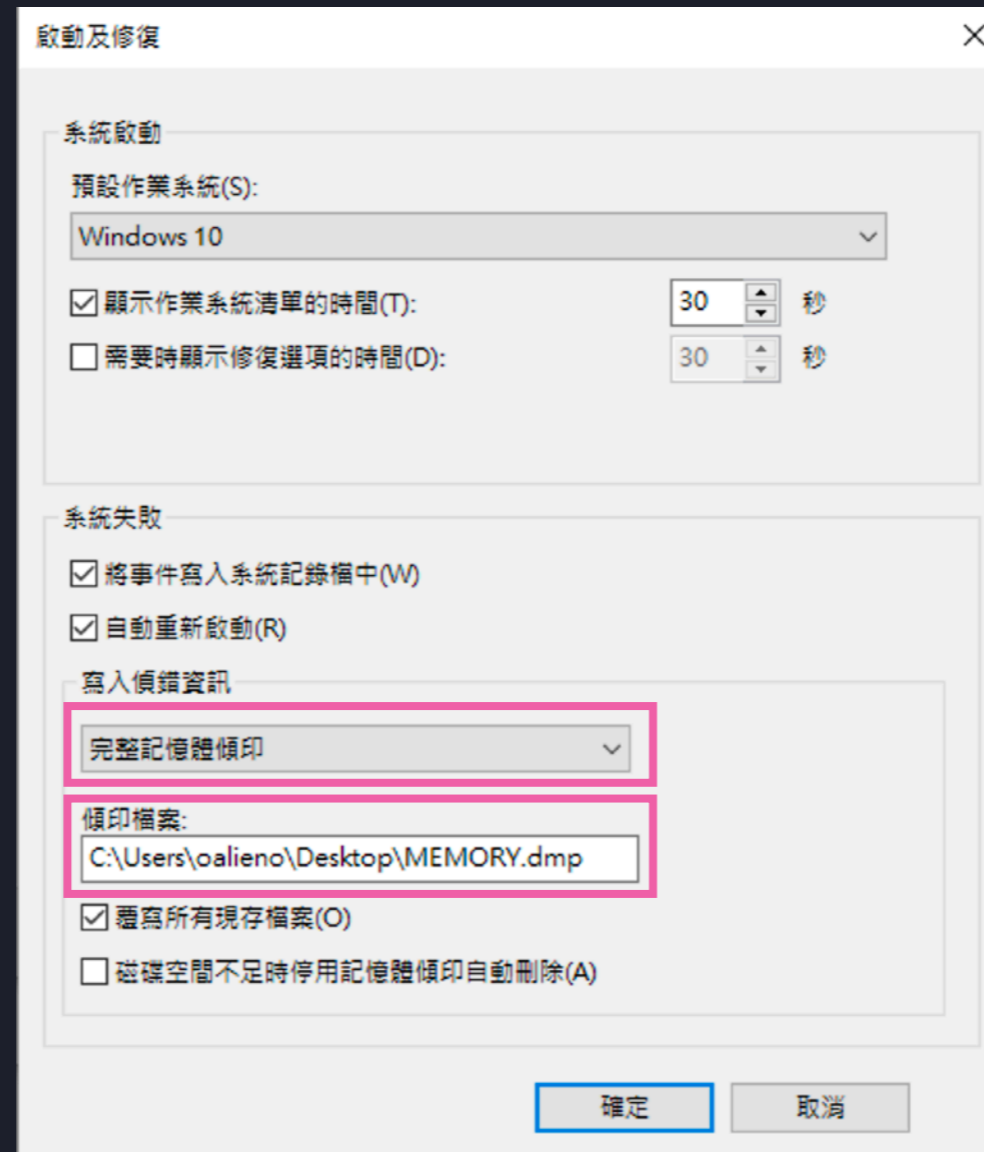 啟動及修復
系統啟動
預設作業系統(S):
Windows 10
顯示作業系統清單的時間(T): 30 秒
需要時顯示修復選項的時間(D): 30 秒
系統失敗
將事件寫入系統記錄檔中(W)
自動重新啟動(R)
寫入偵錯資訊
完整記憶體傾印
傾印檔案:
C:\Users\oalieno\Desktop\MEMORY.dmp
覆寫所有現存檔案(O)
磁碟空間不足時停用記憶體傾印自動刪除(A)
確定 取消